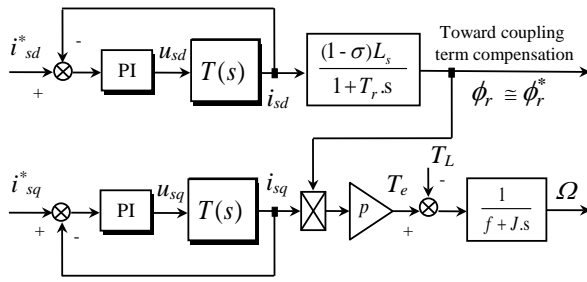 i*sd
-
+
PI
usd
T(s)
isd
(1 - σ)Ls
1 + Tr.s
Toward coupling
term compensation
ϕr ≅ ϕr*
i*sq
+
-
PI
usq
T(s)
isq
p
Te
TL
-
+
1
f + J.s
Ω